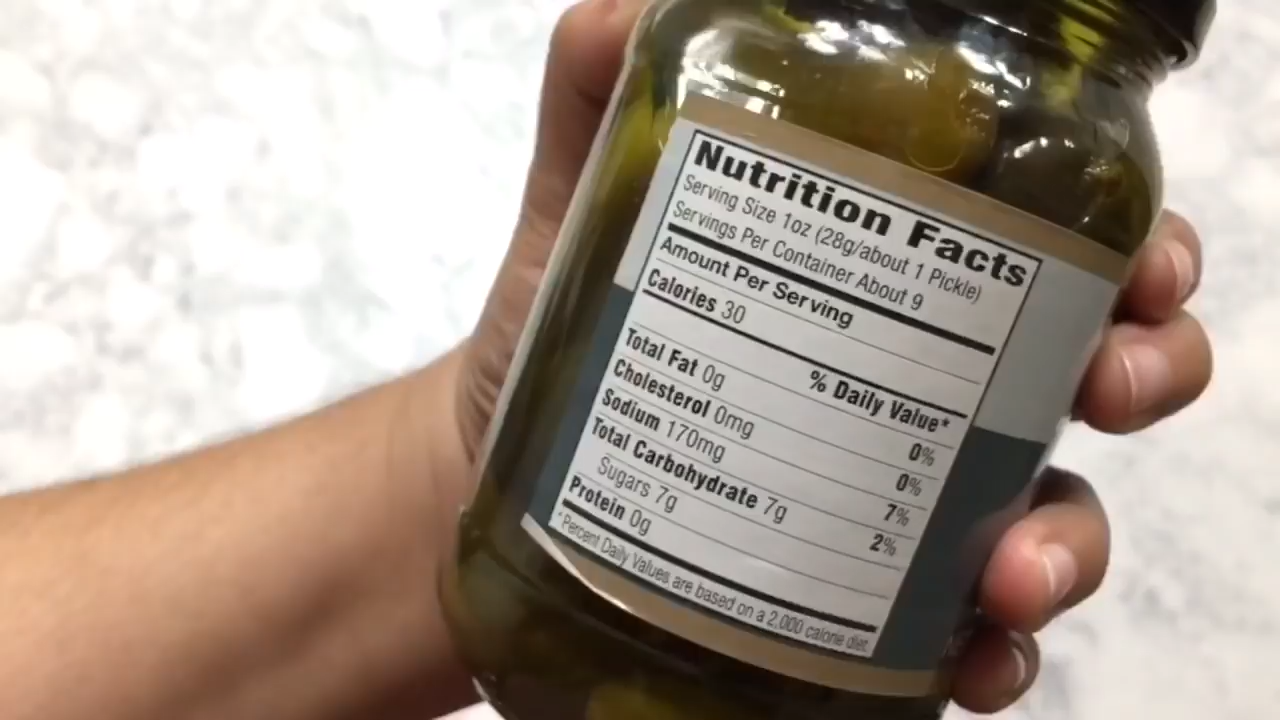 Nutrition Facts
Serving Size 1oz (28g/about 1 Pickle)
Servings Per Container About 9
Amount Per Serving
Calories 30
% Daily Value*
Total Fat 0g 0%
Cholesterol 0mg 0%
Sodium 170mg 7%
Total Carbohydrate 7g 2%
Sugars 7g
Protein 0g
*Percent Daily Values are based on a 2,000 calorie diet.